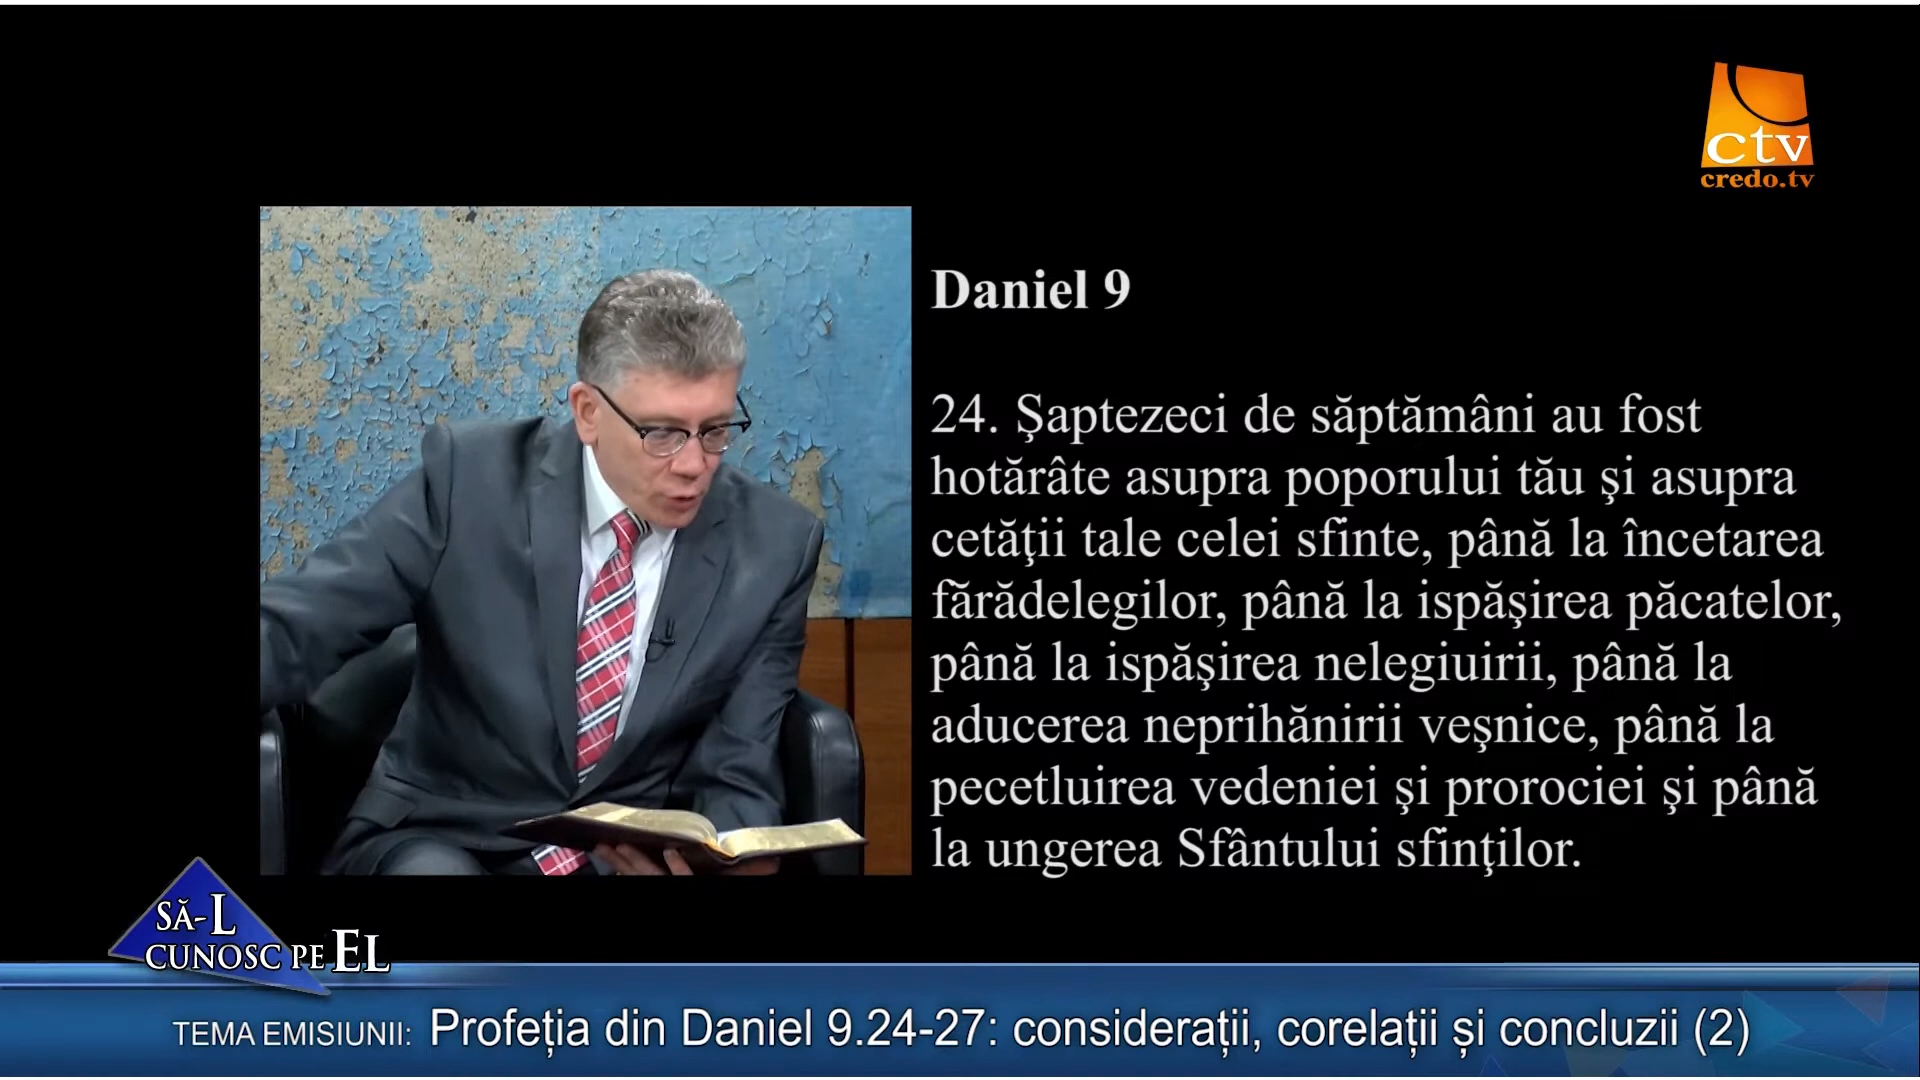 ctv
credo.tv
Daniel 9
24. Şaptezeci de săptămâni au fost
hotărâte asupra poporului tău şi asupra
cetăţii tale celei sfinte, până la încetarea
fărădelegilor, până la ispăşirea păcatelor,
până la ispăşirea nelegiuirii, până la
aducerea neprihănirii veşnice, până la
pecetluirea vedeniei şi prorociei şi până
la ungerea Sfântului sfinţilor.
SĂ-L
CUNOSC PE EL
TEMA EMISIUNII: Profeția din Daniel 9.24-27: considerații, corelații și concluzii (2)